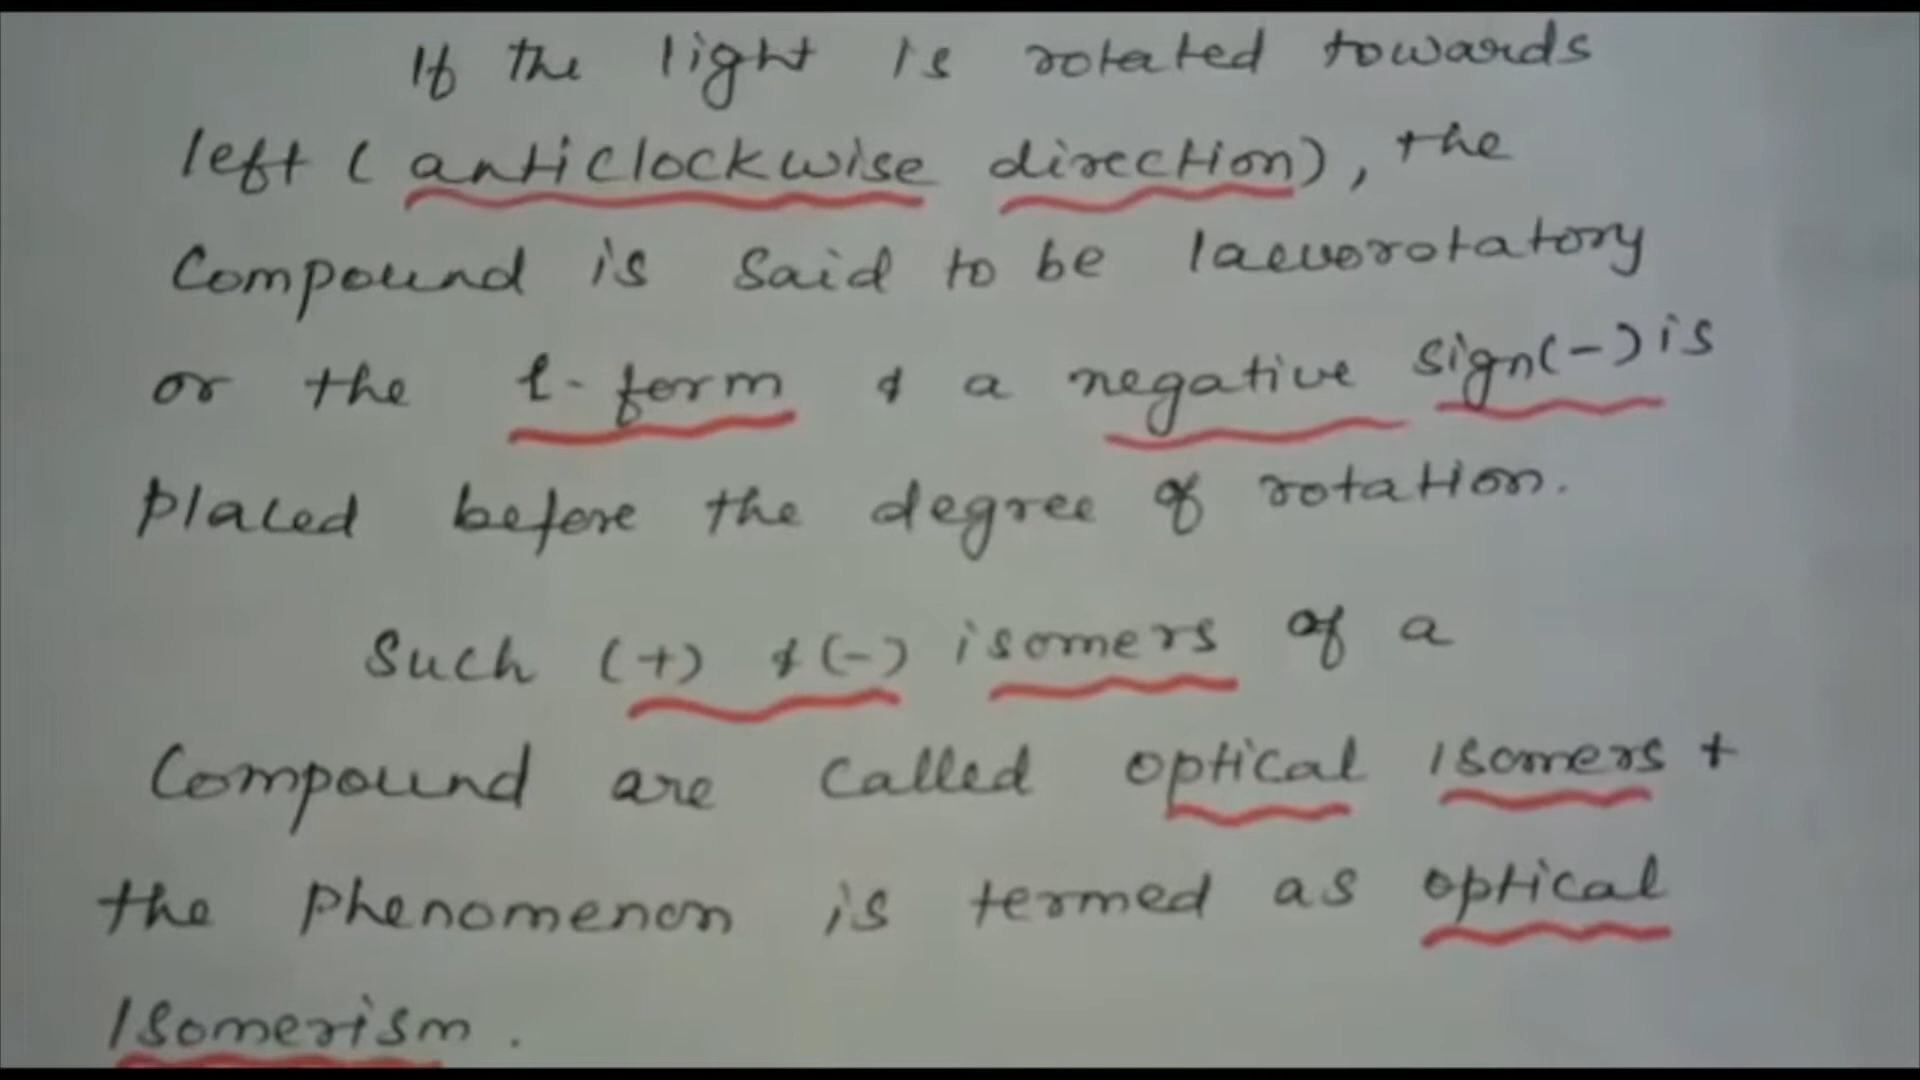 If the light is rotated towards
left (anticlockwise direction), the
Compound is said to be laevorotatory
or the l-form & a negative sign(-) is
placed before the degree of rotation.
Such (+) & (-) isomers of a
Compound are called optical isomers +
the phenomenon is termed as optical
Isomerism.